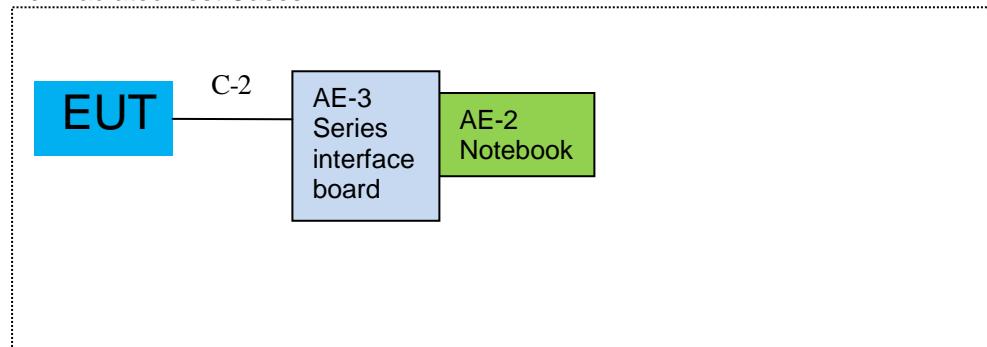 EUT
C-2
AE-3
Series
interface
board
AE-2
Notebook